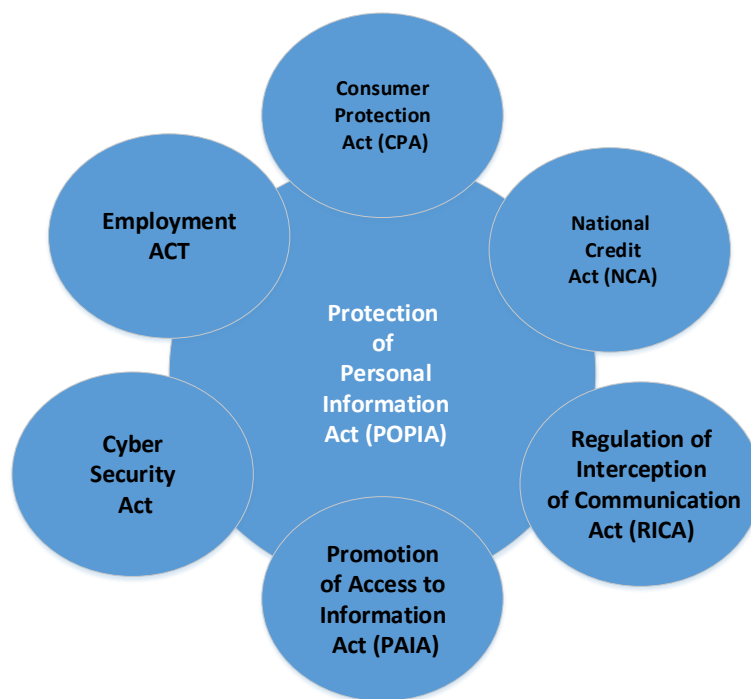 Consumer
Protection
Act (CPA)
Employment
ACT
National
Credit
Act (NCA)
Protection
of
Personal
Information
Act (POPIA)
Cyber
Security
Act
Regulation of
Interception
of Communication
Act (RICA)
Promotion
of Access to
Information
Act (PAIA)